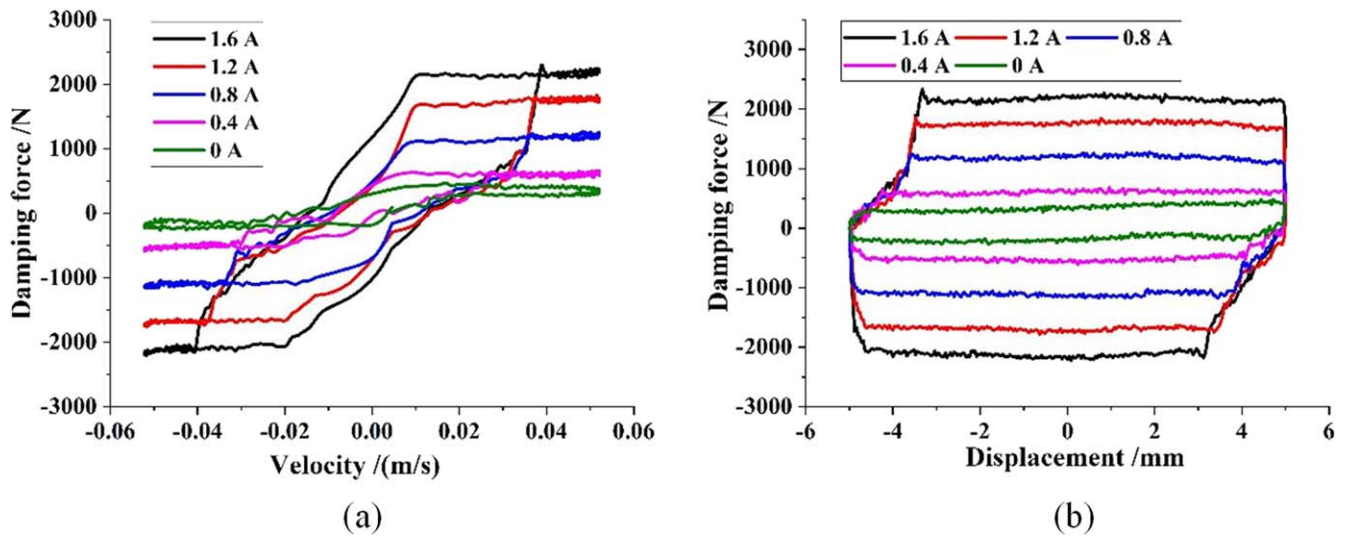 3000
2000
1000
0
-1000
-2000
-3000
Damping force /N
1.6 A
1.2 A
0.8 A
0.4 A
0 A
-0.06 -0.04 -0.02 0.00 0.02 0.04 0.06
Velocity /(m/s)
(a)
3000
2000
1000
0
-1000
-2000
-3000
Damping force /N
1.6 A 1.2 A 0.8 A
0.4 A 0 A
-6 -4 -2 0 2 4 6
Displacement /mm
(b)